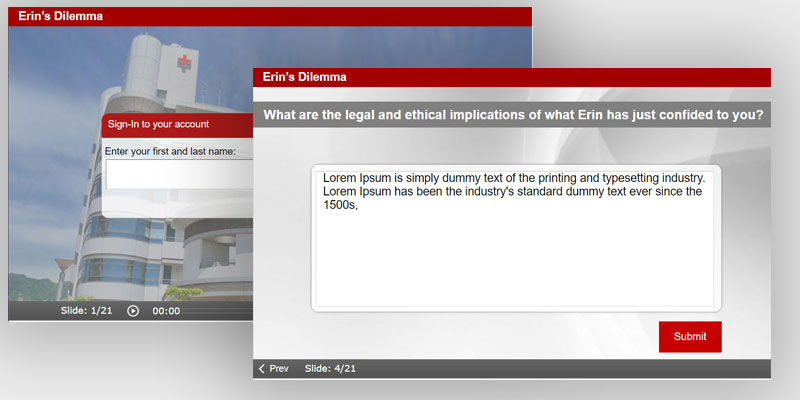 Erin's Dilemma
Sign-In to your account
Enter your first and last name:
Slide: 1/21
00:00
Erin's Dilemma
What are the legal and ethical implications of what Erin has just confided to you?
Lorem Ipsum is simply dummy text of the printing and typesetting industry.
Lorem Ipsum has been the industry's standard dummy text ever since the
1500s,
Submit
Prev
Slide: 4/21